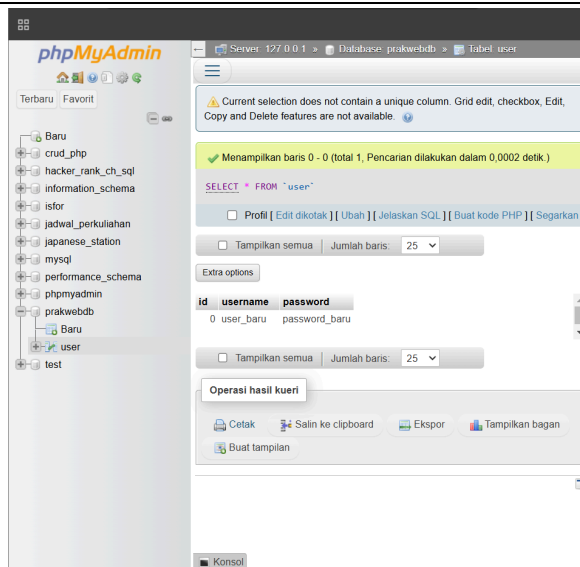 phpMyAdmin
Terbaru Favorit
Baru
crud_php
hacker_rank_ch_sql
information_schema
isfor
jadwal_perkuliahan
japanese_station
mysql
performance_schema
phpmyadmin
prakwebdb
Baru
user
test
Server: 127.0.0.1 » Database: prakwebdb » Tabel: user
Current selection does not contain a unique column. Grid edit, checkbox, Edit,
Copy and Delete features are not available.
Menampilkan baris 0 - 0 (total 1, Pencarian dilakukan dalam 0,0002 detik.)
SELECT * FROM `user`
Profil [ Edit dikotak ] [ Ubah ] [ Jelaskan SQL ] [ Buat kode PHP ] [ Segarkan
Tampilkan semua | Jumlah baris: 25
Extra options
id username password
0 user_baru password_baru
Tampilkan semua | Jumlah baris: 25
Operasi hasil kueri
Cetak Salin ke clipboard Ekspor Tampilkan bagan
Buat tampilan
Konsol